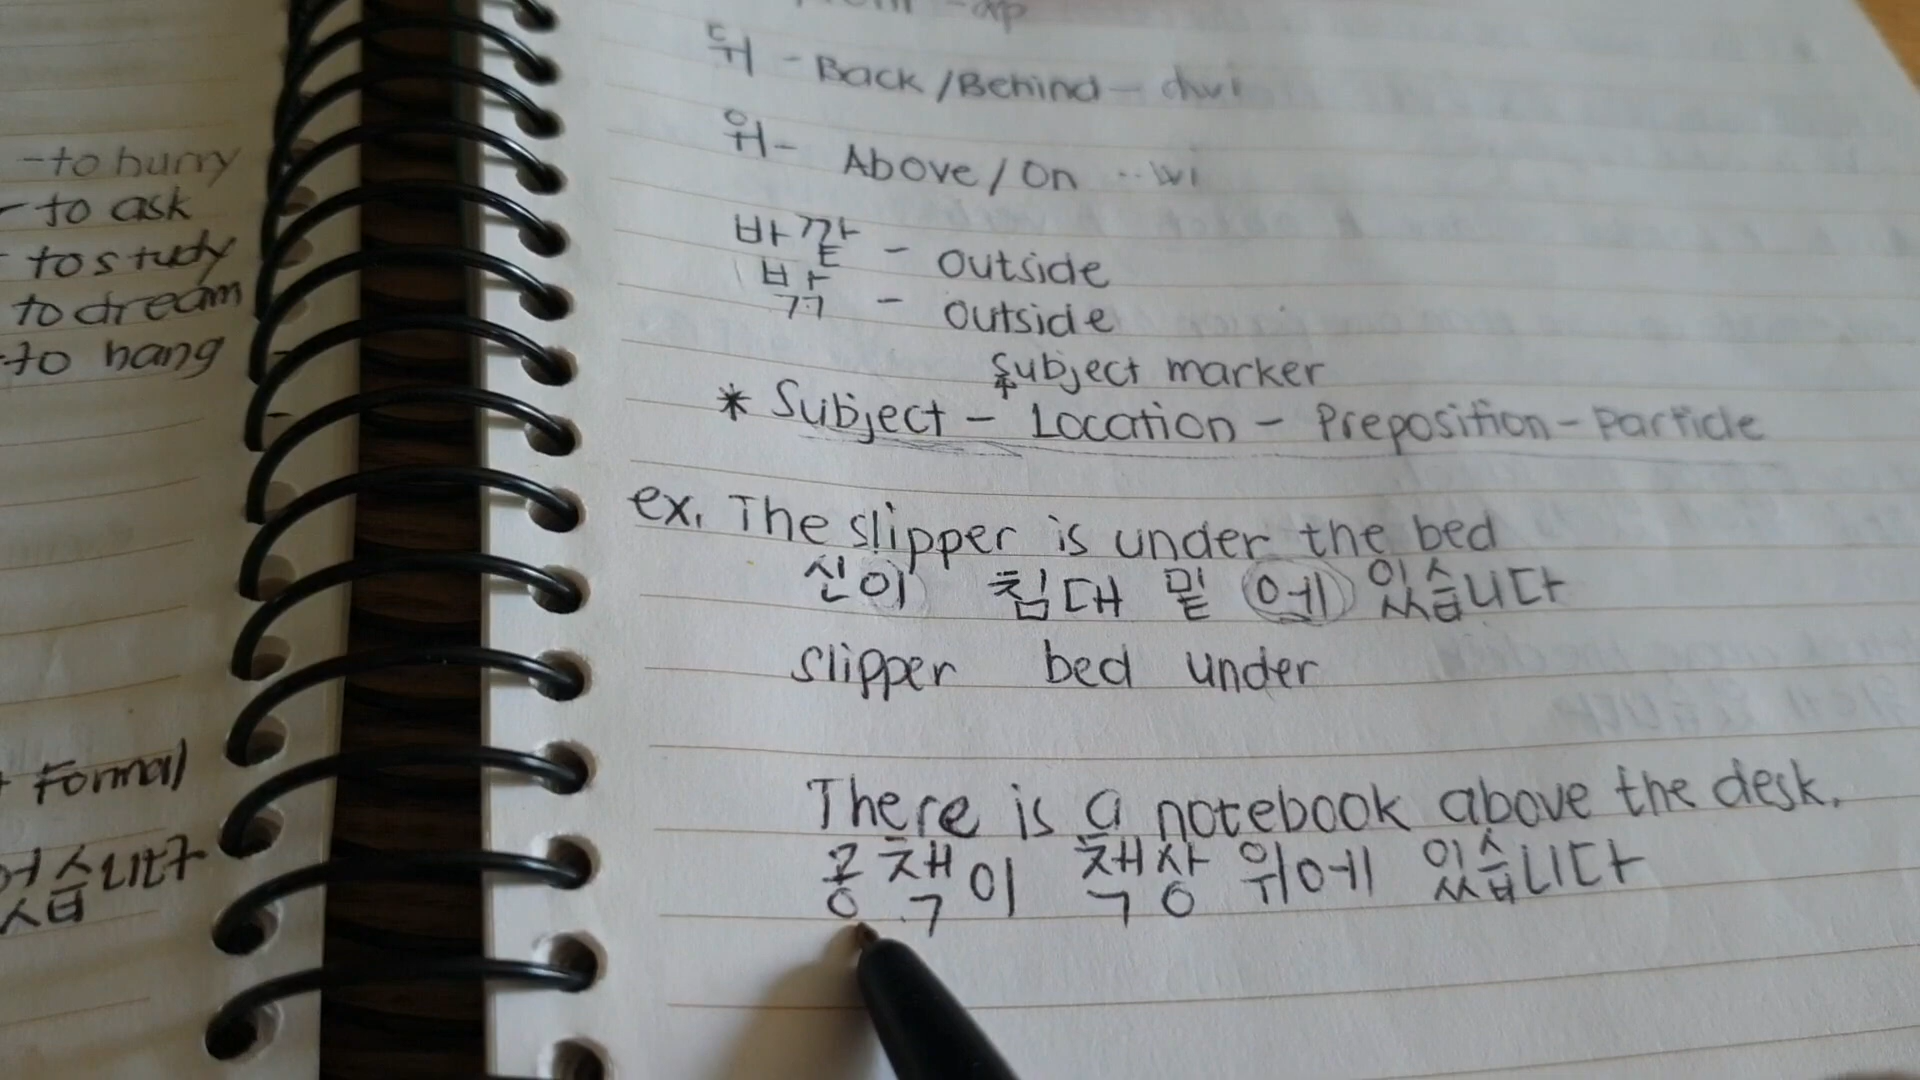 -to hurry
- to ask
- to study
to dream
-to hang
Formal
습니다
뒤 - Back/Behind - dwi
위- Above/On -- wi
바깥 - outside
밖 - outside
subject marker
* Subject - Location - Preposition - Particle
ex. The slipper is under the bed
신이 침대 밑에 있습니다
slipper bed under
There is a notebook above the desk.
공책이 책상 위에 있습니다